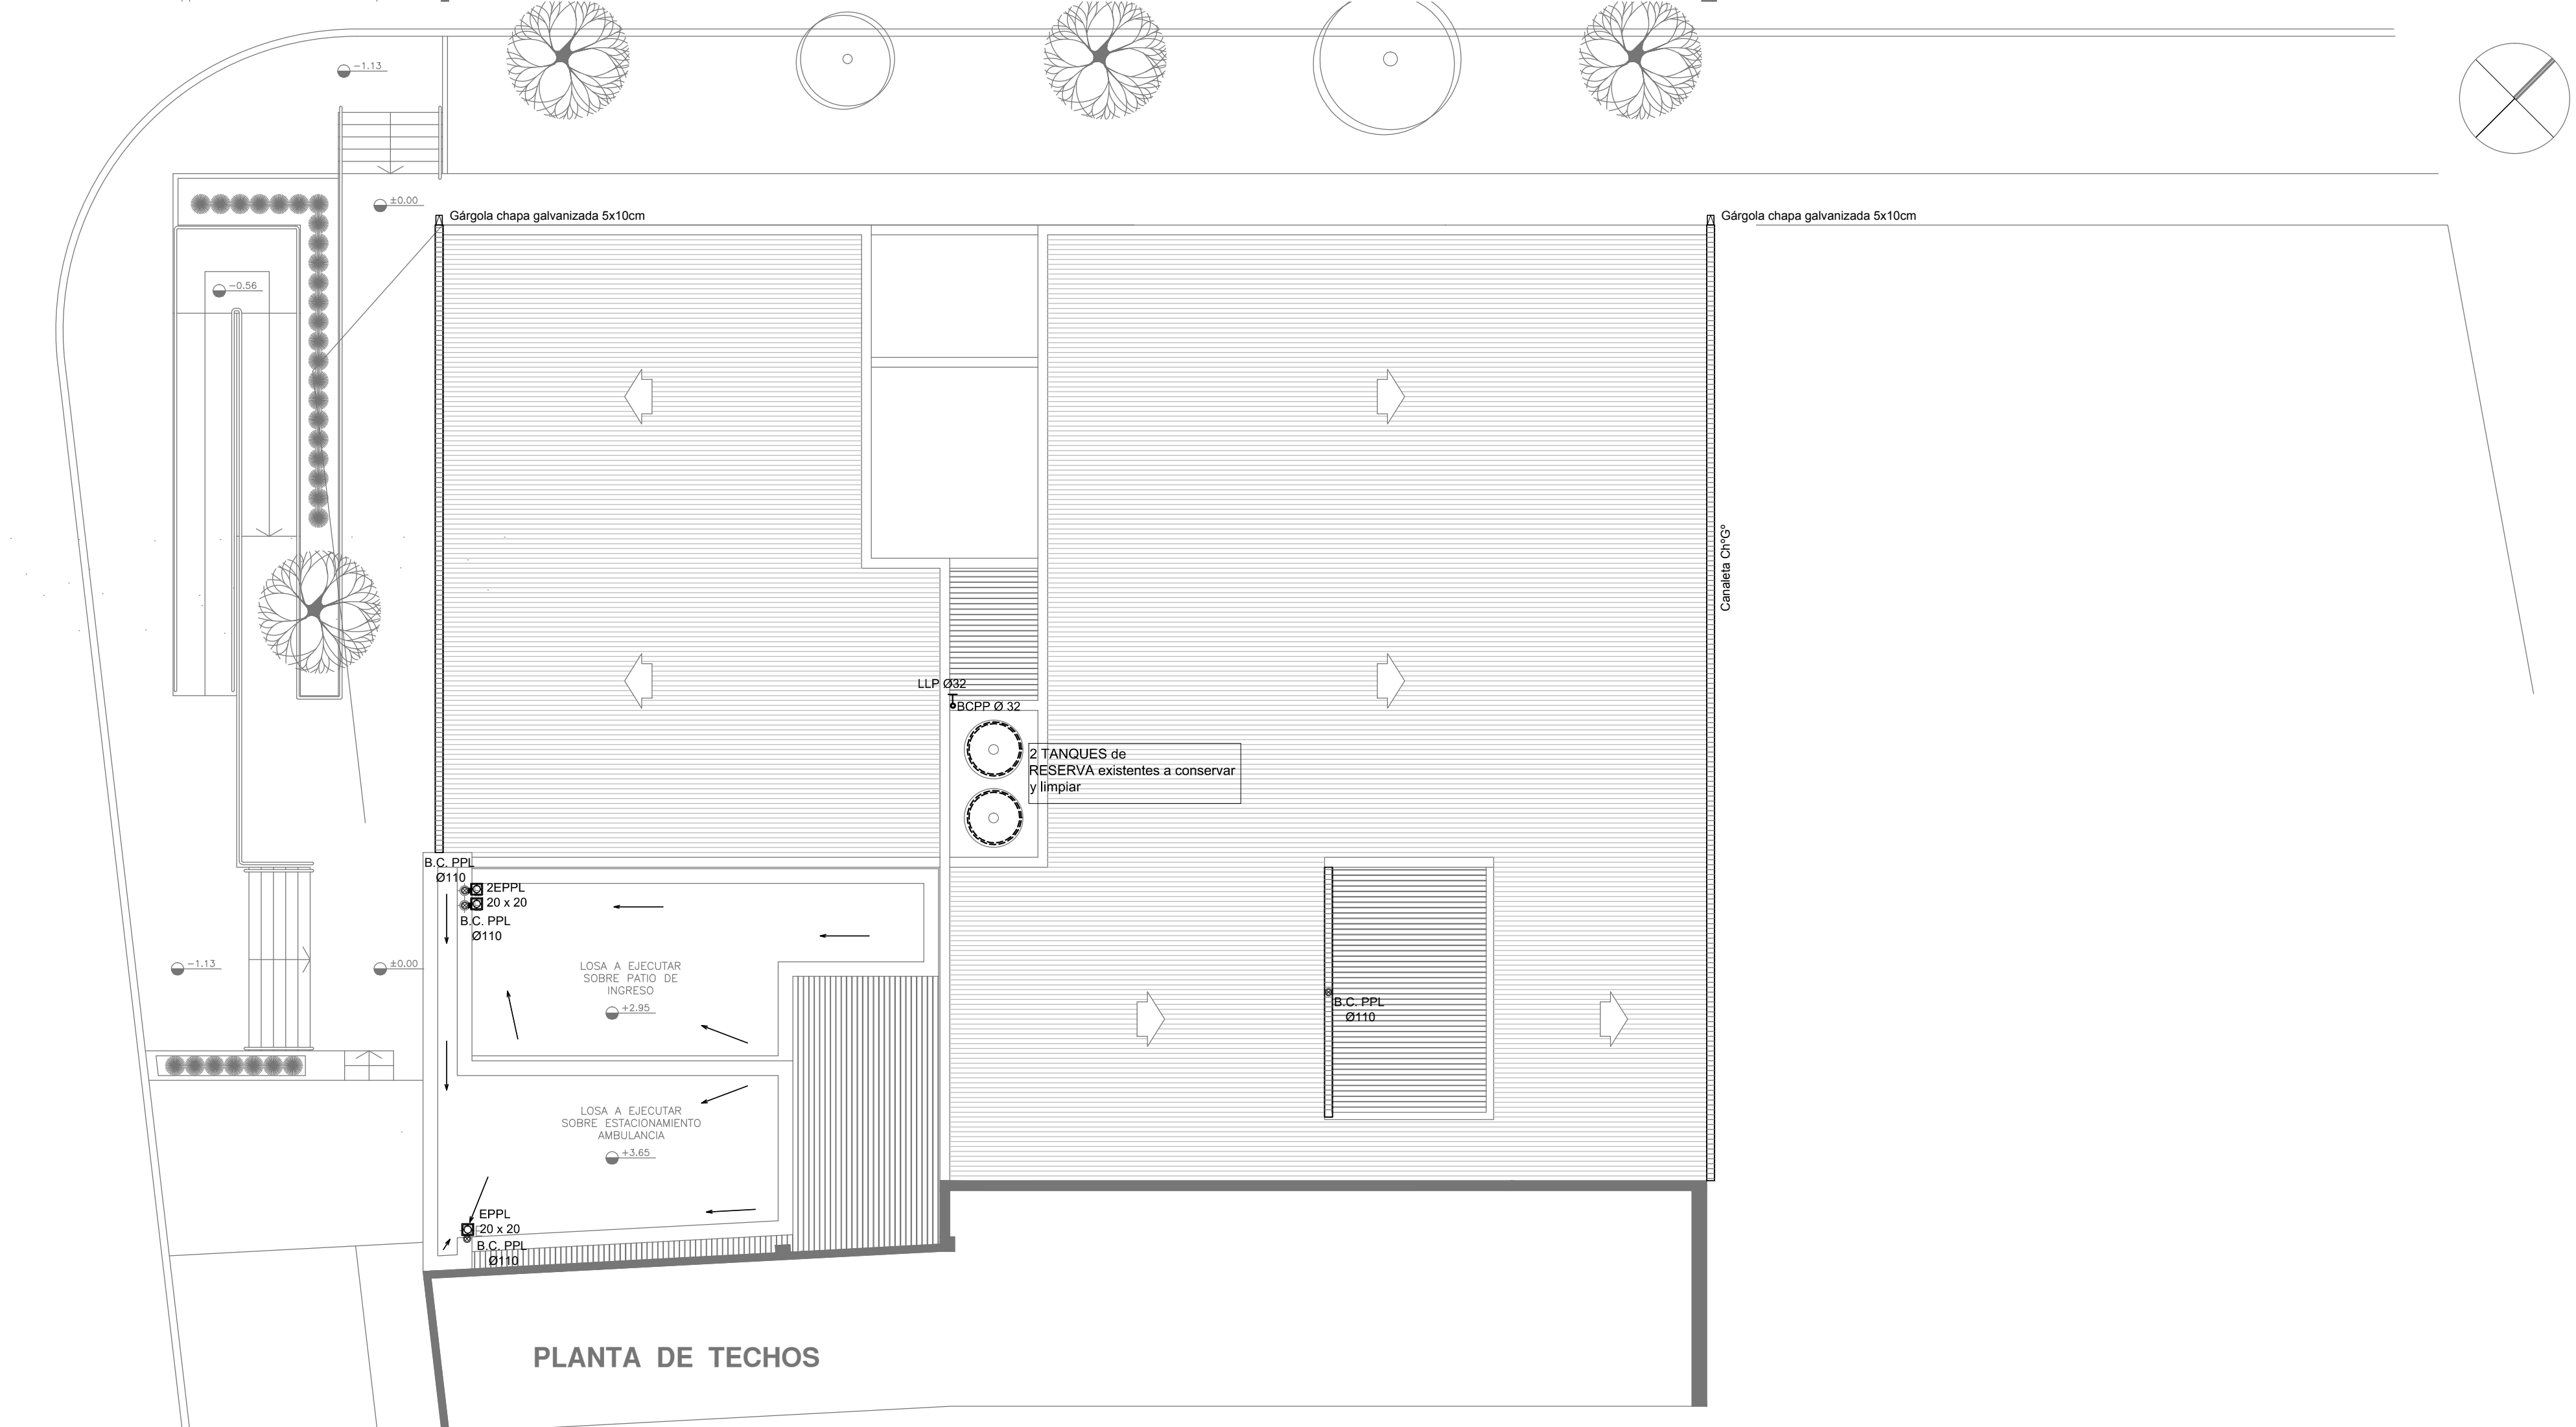 -1.13
±0.00
Gárgola chapa galvanizada 5x10cm
Gárgola chapa galvanizada 5x10cm
-0.56
Canaleta ChºGº
LLP Ø32
BCPP Ø 32
2 TANQUES de
RESERVA existentes a conservar
y limpiar
B.C. PPL
Ø110
2EPPL
20 x 20
B.C. PPL
Ø110
-1.13
±0.00
LOSA A EJECUTAR
SOBRE PATIO DE
INGRESO
+2.95
B.C. PPL
Ø110
LOSA A EJECUTAR
SOBRE ESTACIONAMIENTO
AMBULANCIA
+3.65
EPPL
20 x 20
B.C. PPL
Ø110
PLANTA DE TECHOS